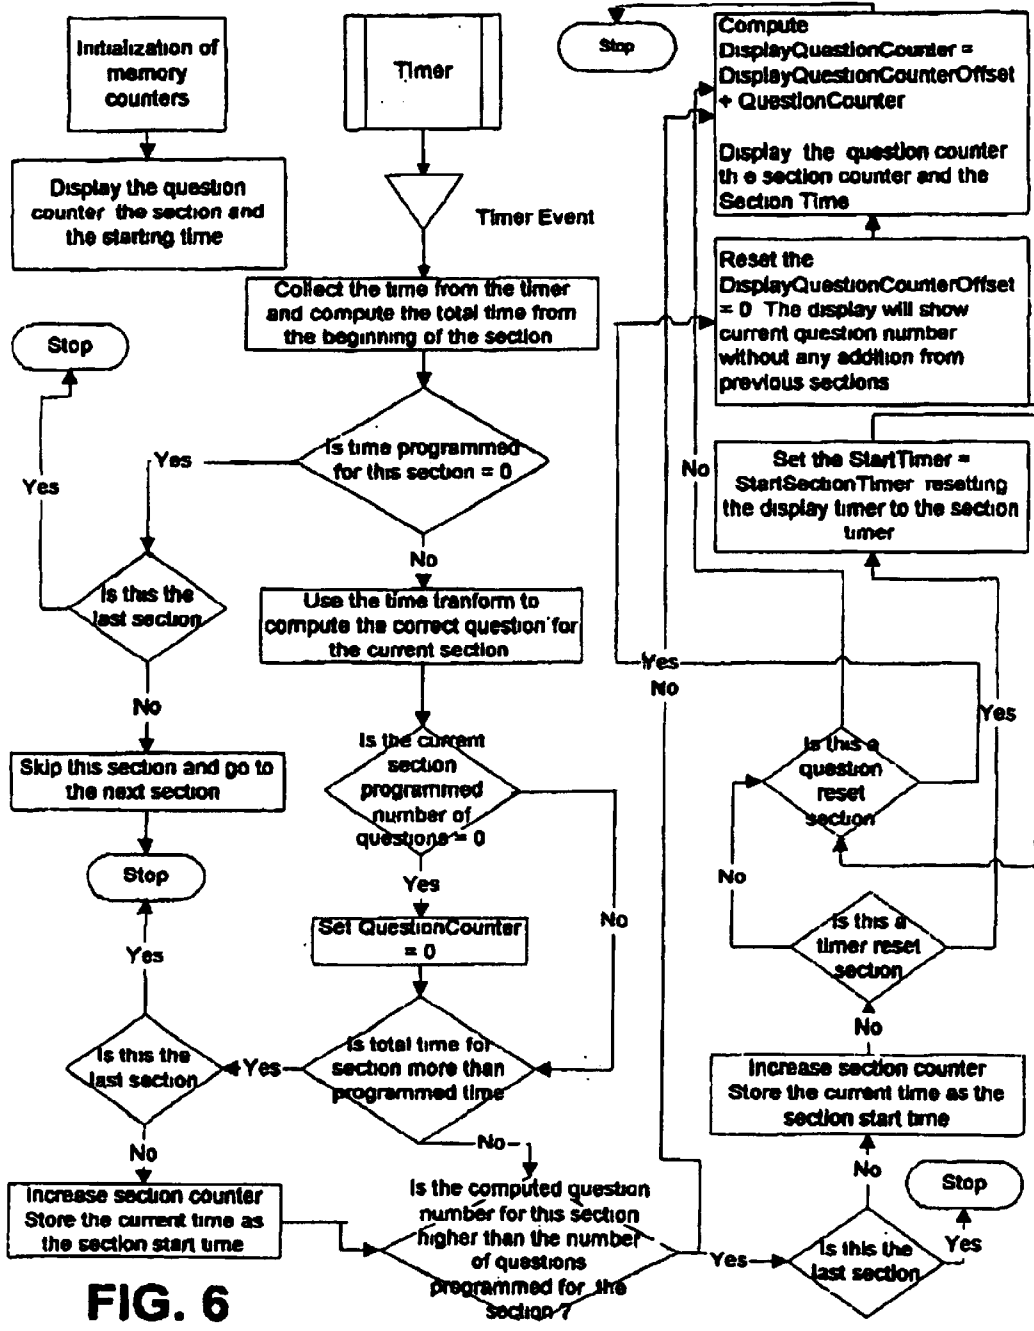 Initialization of
memory
counters
Timer
Stop
Compute
DisplayQuestionCounter =
DisplayQuestionCounterOffset
+ QuestionCounter
Display the question counter
th e section counter and the
Section Time
Display the question
counter the section and
the starting time
Timer Event
Collect the time from the timer
and compute the total time from
the beginning of the section
Reset the
DisplayQuestionCounterOffset
= 0 The display will show
current question number
without any addition from
previous sections
Stop
Is time programmed
for this section = 0
Yes
Yes
No
Set the StartTimer =
StartSectionTimer resetting
the display timer to the section
timer
No
Is this the
last section
Use the time tranform to
compute the correct question for
the current section
Yes
No
Yes
No
Skip this section and go to
the next section
Is the current
section
programmed
number of
questions = 0
Is this a
question
reset
section
Stop
Yes
No
No
Set QuestionCounter
= 0
Is this a
timer reset
section
Yes
No
Is this the
last section
Yes
Is total time for
section more than
programmed time
Increase section counter
Store the current time as the
section start time
No
No
No
Stop
Increase section counter
Store the current time as
the section start time
Is the computed question
number for this section
higher than the number
of questions
programmed for the
section ?
Yes
Is this the
last section
Yes
FIG. 6